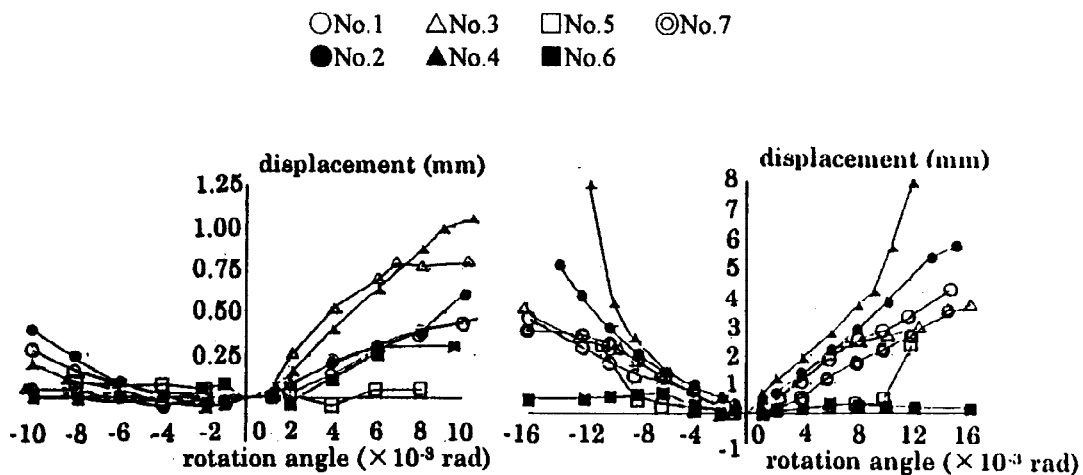 ○No.1 △No.3 □No.5 ◎No.7
●No.2 ▲No.4 ■No.6
displacement (mm)
1.25
1.00
0.75
0.50
0.25
-10 -8 -6 -4 -2 0 2 4 6 8 10
rotation angle (×10⁻³ rad)
displacement (mm)
8
7
6
5
4
3
2
1
0
-1
-16 -12 -8 -4 0 4 8 12 16
rotation angle (×10⁻³ rad)